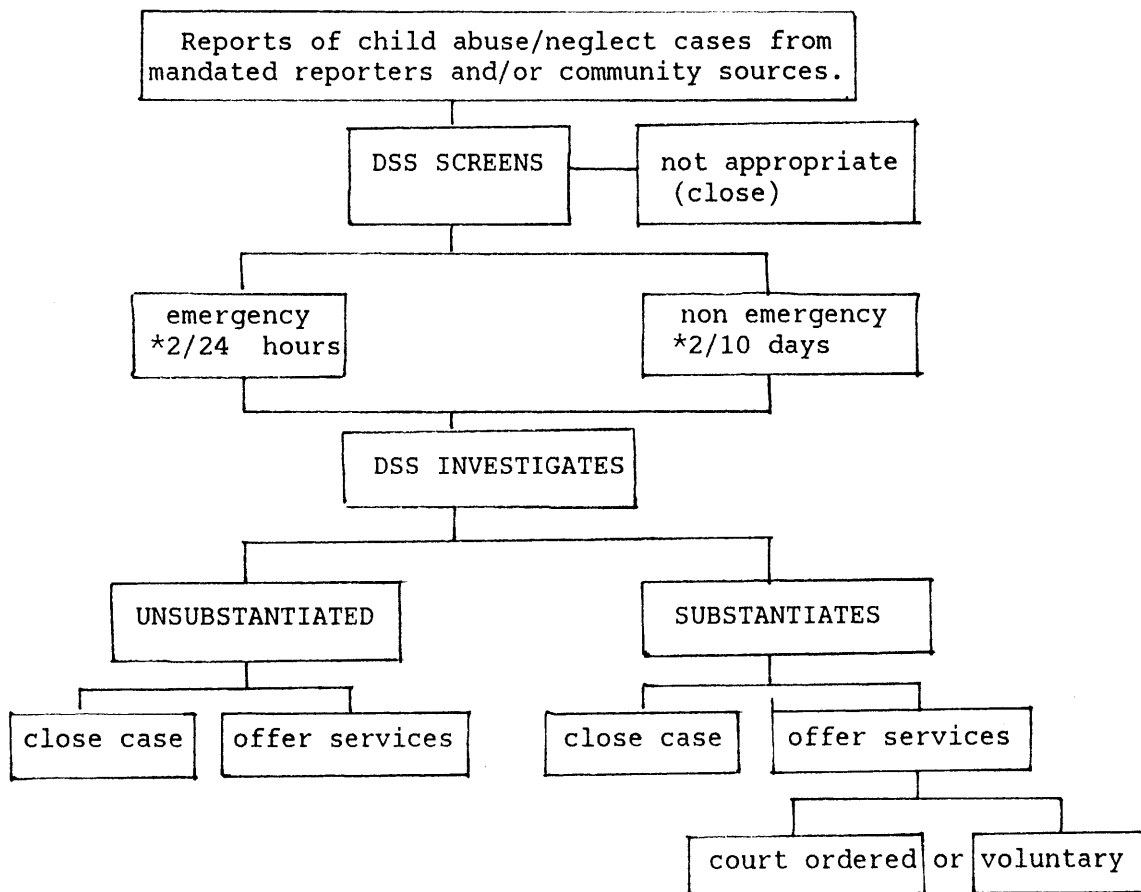 Reports of child abuse/neglect cases from
mandated reporters and/or community sources.
DSS SCREENS
not appropriate
(close)
emergency
*2/24 hours
non emergency
*2/10 days
DSS INVESTIGATES
UNSUBSTANTIATED
SUBSTANTIATES
close case
offer services
close case
offer services
court ordered or voluntary